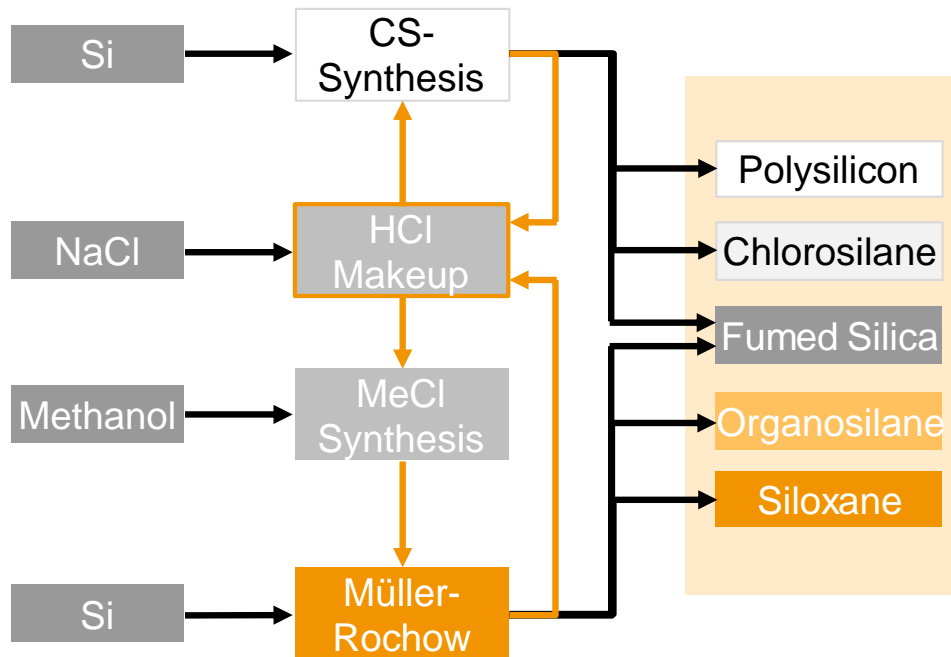 Si
CS-
Synthesis
Polysilicon
NaCl
HCl
Makeup
Chlorosilane
Fumed Silica
Methanol
MeCl
Synthesis
Organosilane
Siloxane
Si
Müller-
Rochow